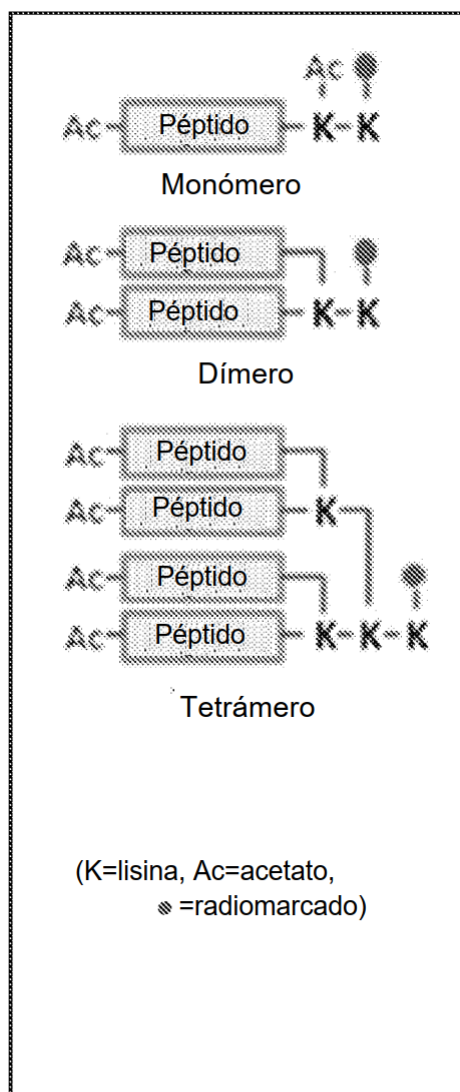 Ac
Ac Péptido K K
Monómero
Ac Péptido
Ac Péptido K K
Dímero
Ac Péptido
Ac Péptido K
Ac Péptido
Ac Péptido K K K
Tetrámero
(K=lisina, Ac=acetato,
=radiomarcado)